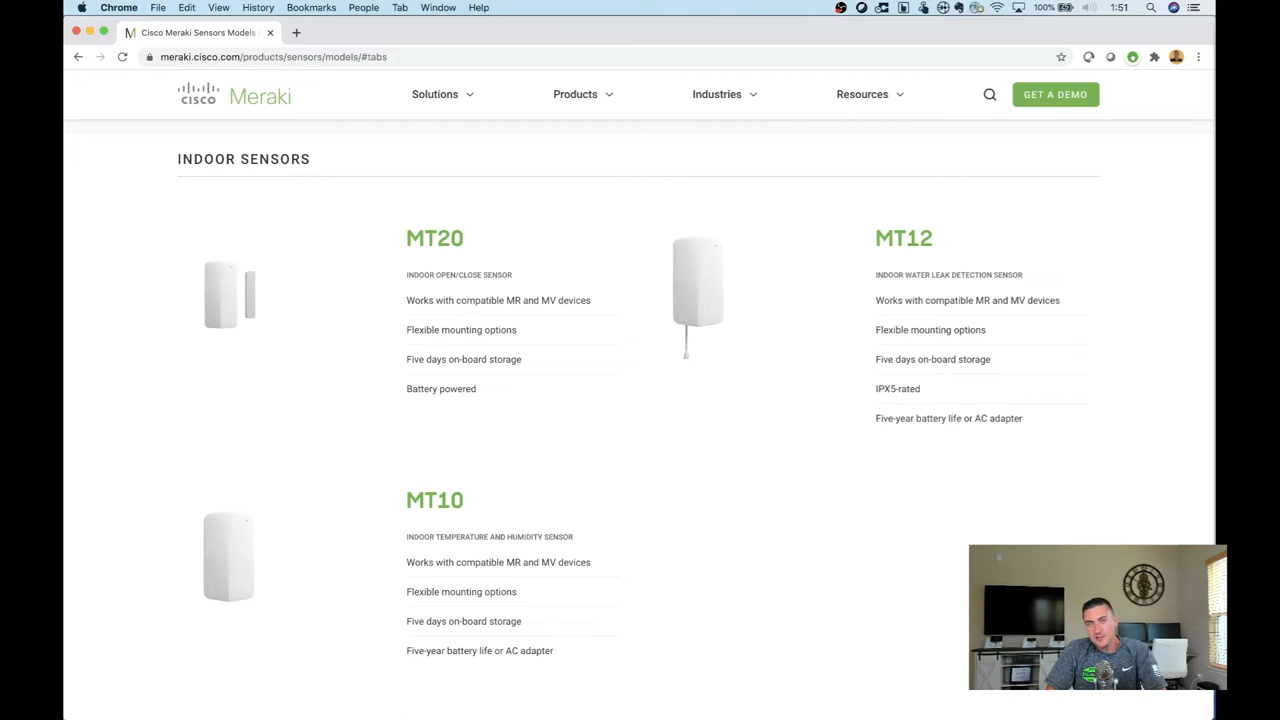 Chrome File Edit View History Bookmarks People Tab Window Help 100% 1:51
Cisco Meraki Sensors Models
meraki.cisco.com/products/sensors/models/#tabs
cisco Meraki Solutions Products Industries Resources GET A DEMO
INDOOR SENSORS
MT20
INDOOR OPEN/CLOSE SENSOR
Works with compatible MR and MV devices
Flexible mounting options
Five days on-board storage
Battery powered
MT12
INDOOR WATER LEAK DETECTION SENSOR
Works with compatible MR and MV devices
Flexible mounting options
Five days on-board storage
IPX5-rated
Five-year battery life or AC adapter
MT10
INDOOR TEMPERATURE AND HUMIDITY SENSOR
Works with compatible MR and MV devices
Flexible mounting options
Five days on-board storage
Five-year battery life or AC adapter